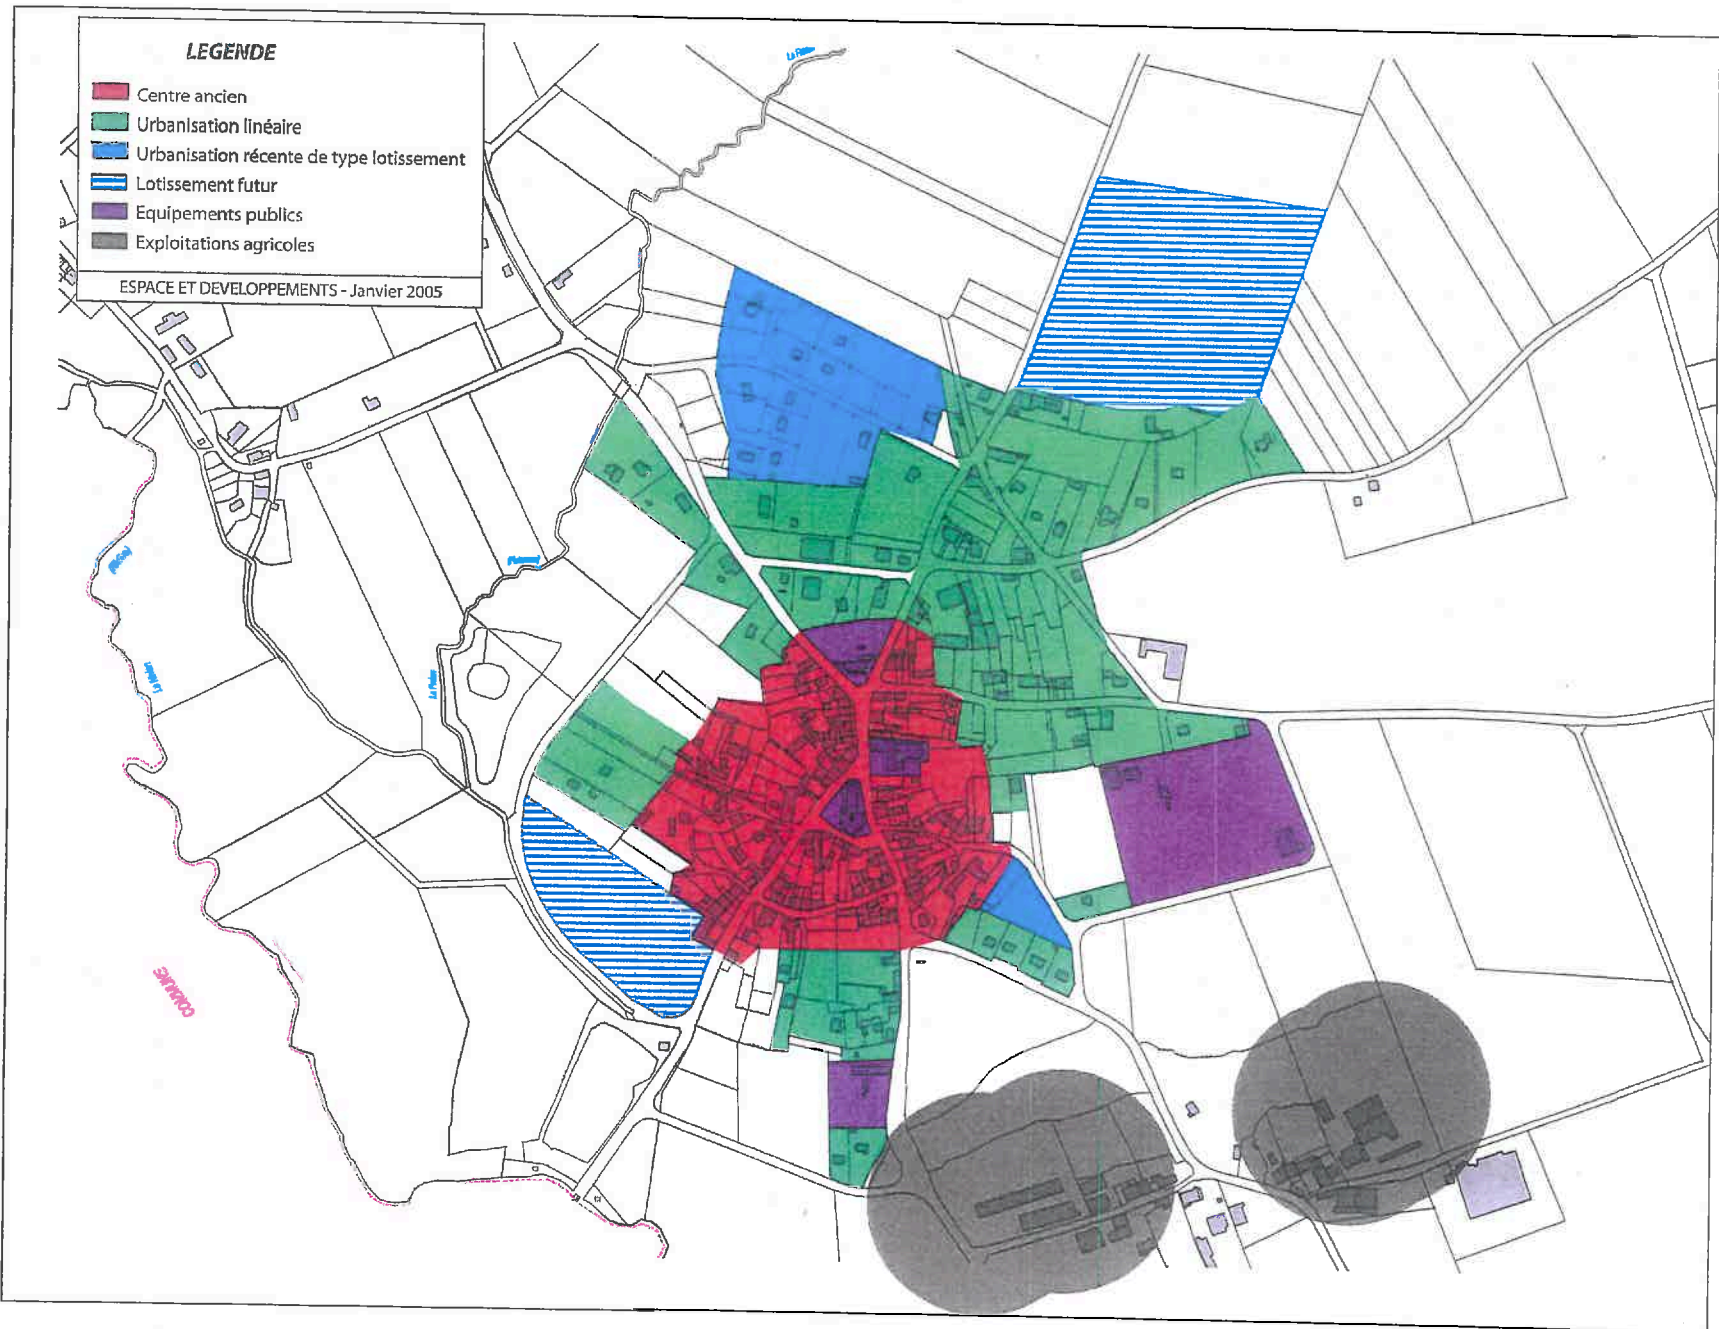 LEGENDE
Centre ancien
Urbanisation linéaire
Urbanisation récente de type lotissement
Lotissement futur
Equipements publics
Exploitations agricoles
ESPACE ET DEVELOPPEMENTS - Janvier 2005
COMMUNE